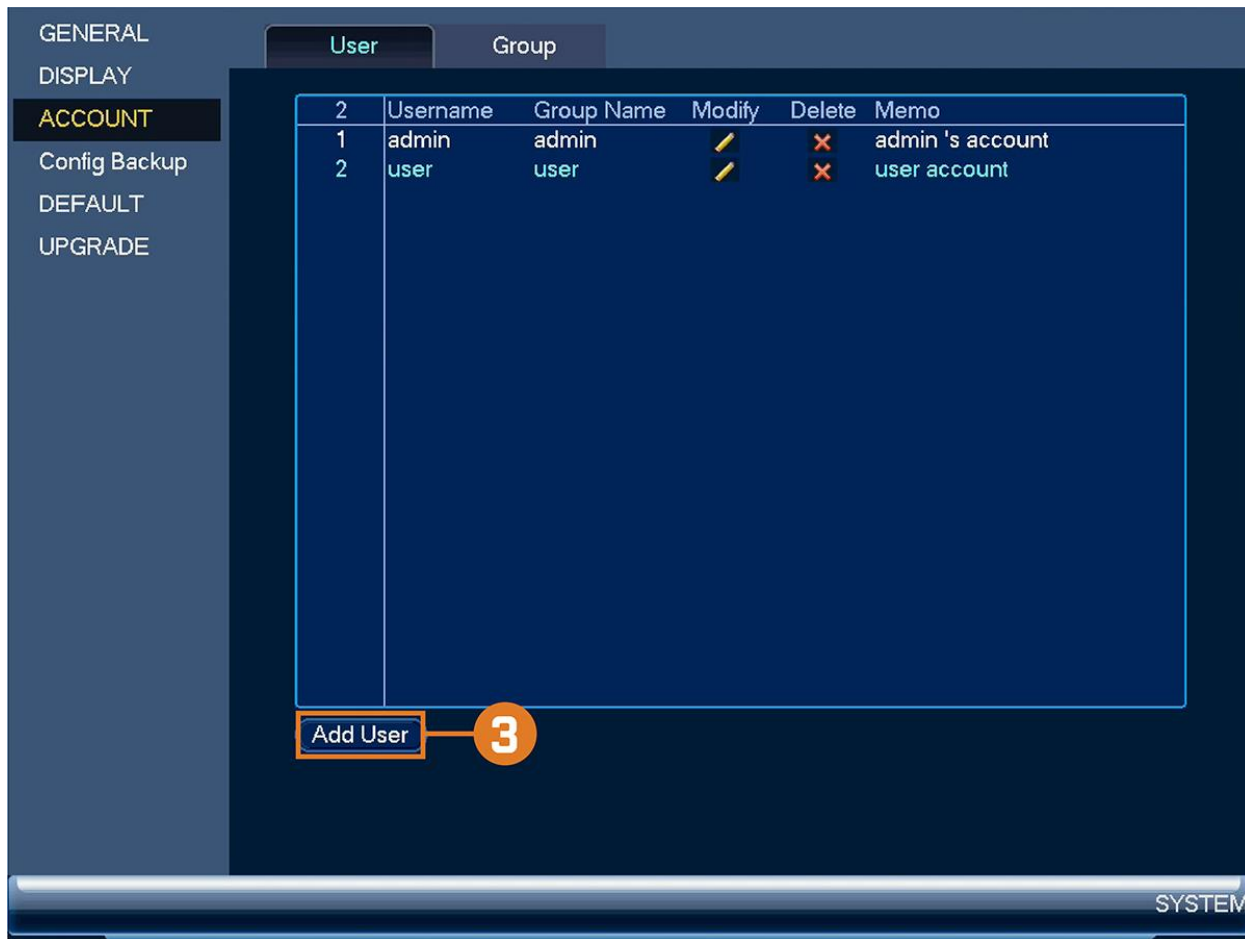 GENERAL
DISPLAY
ACCOUNT
Config Backup
DEFAULT
UPGRADE
User Group
2 Username Group Name Modify Delete Memo
1 admin admin admin 's account
2 user user user account
Add User 3
SYSTEM